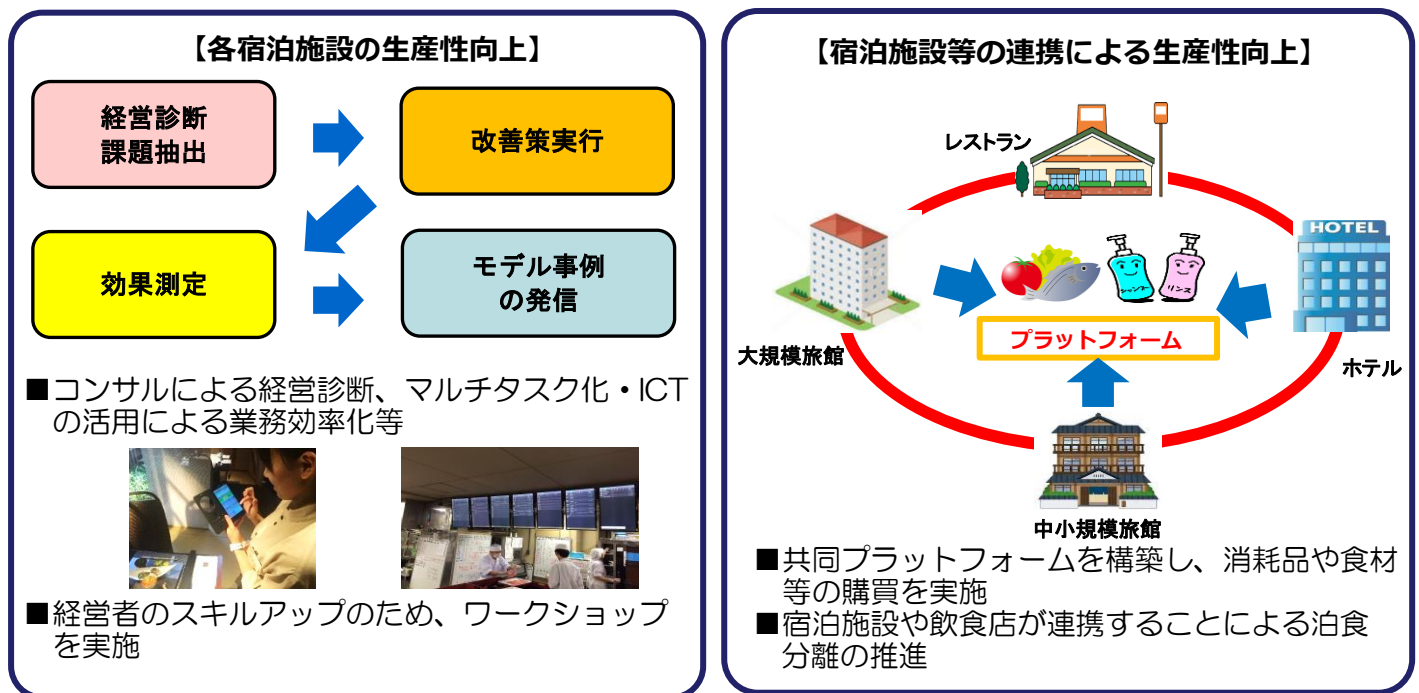 【各宿泊施設の生産性向上】
経営診断
課題抽出
改善策実行
効果測定
モデル事例
の発信
■コンサルによる経営診断、マルチタスク化・ICT
の活用による業務効率化等
■経営者のスキルアップのため、ワークショップ
を実施
【宿泊施設等の連携による生産性向上】
レストラン
HOTEL
シャンプー
リンス
プラットフォーム
大規模旅館
ホテル
中小規模旅館
■共同プラットフォームを構築し、消耗品や食材
等の購買を実施
■宿泊施設や飲食店が連携することによる泊食
分離の推進